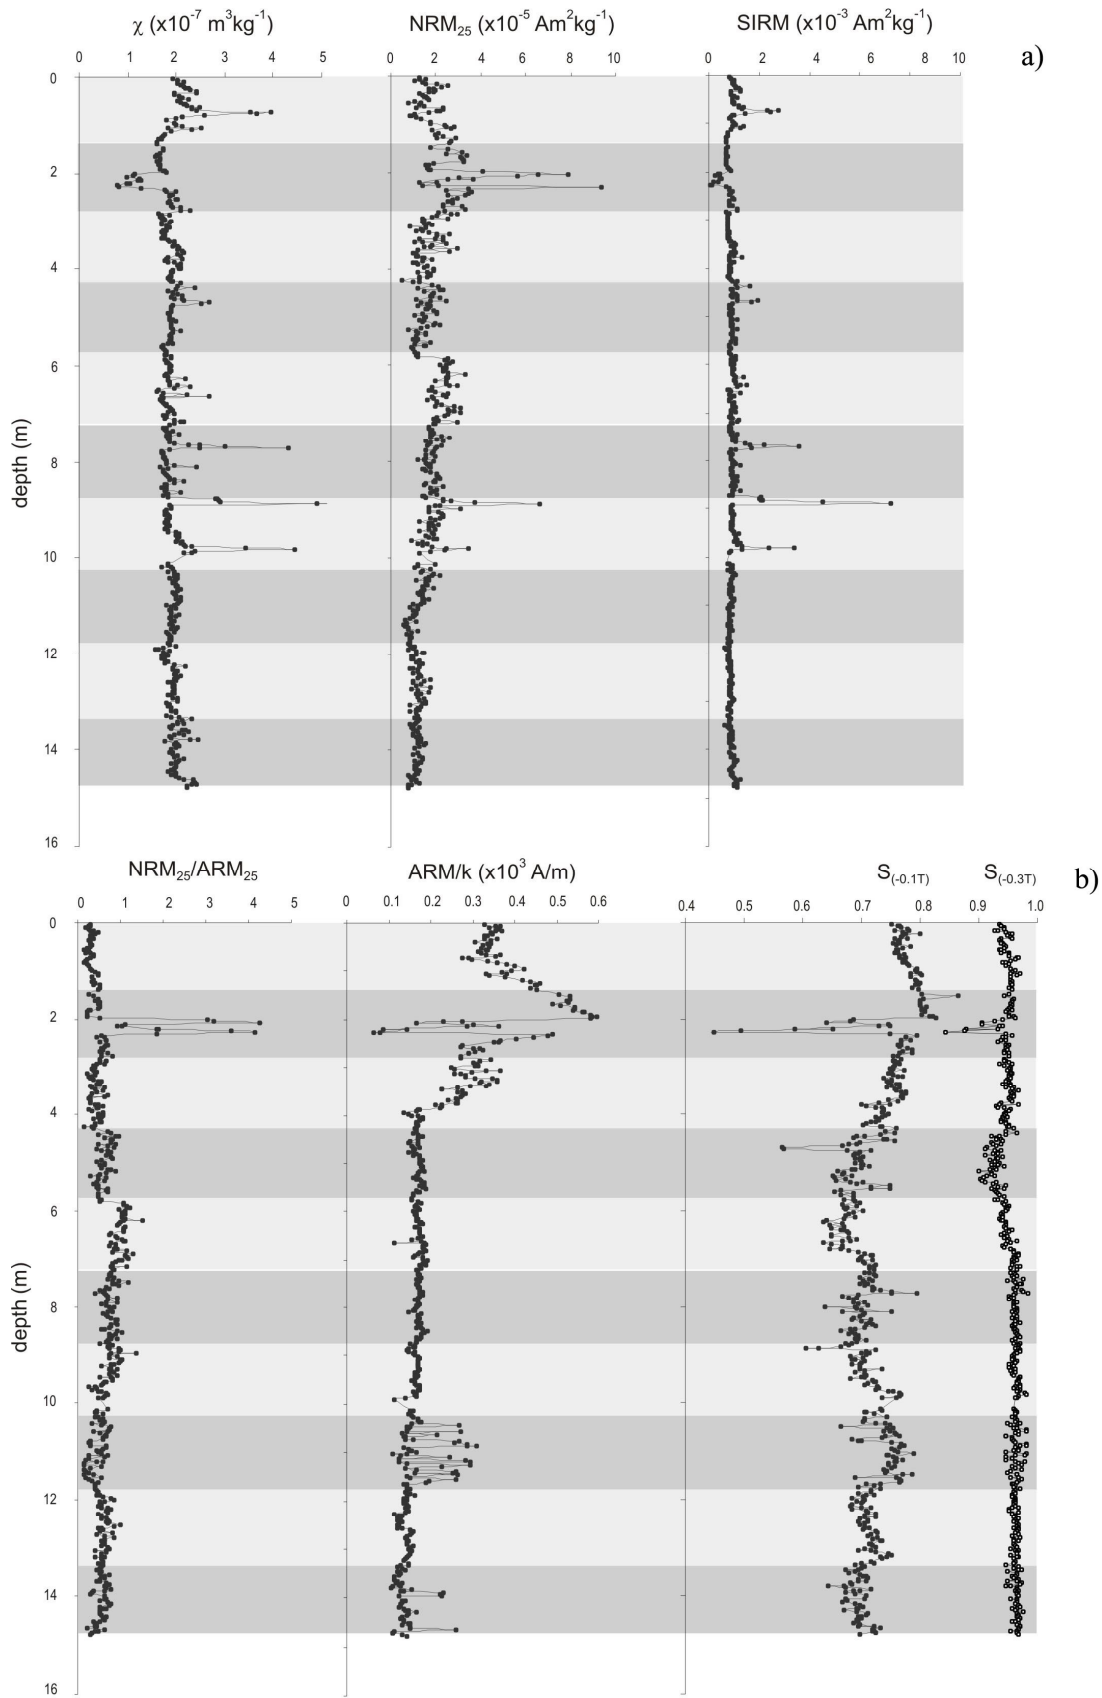 χ (x10⁻⁷ m³kg⁻¹) NRM₂₅ (x10⁻⁵ Am²kg⁻¹) SIRM (x10⁻³ Am²kg⁻¹)
a)
0 1 2 3 4 5 0 2 4 6 8 10 0 2 4 6 8 10
0
2
4
6
8
10
12
14
16
depth (m)
NRM₂₅/ARM₂₅ ARM/k (x10³ A/m) S₍₋₀.₁T₎ S₍₋₀.₃T₎
b)
0 1 2 3 4 5 0 0.1 0.2 0.3 0.4 0.5 0.6 0.4 0.5 0.6 0.7 0.8 0.9 1.0
0
2
4
6
8
10
12
14
16
depth (m)